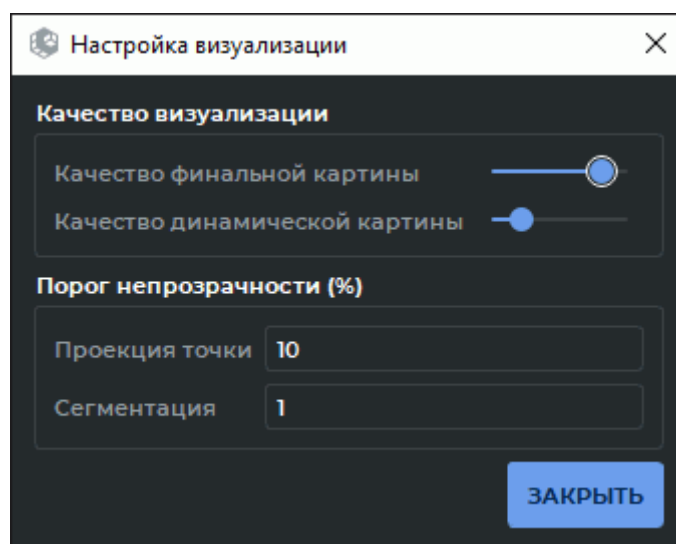 Настройка визуализации
Качество визуализации
Качество финальной картины
Качество динамической картины
Порог непрозрачности (%)
Проекция точки 10
Сегментация 1
ЗАКРЫТЬ